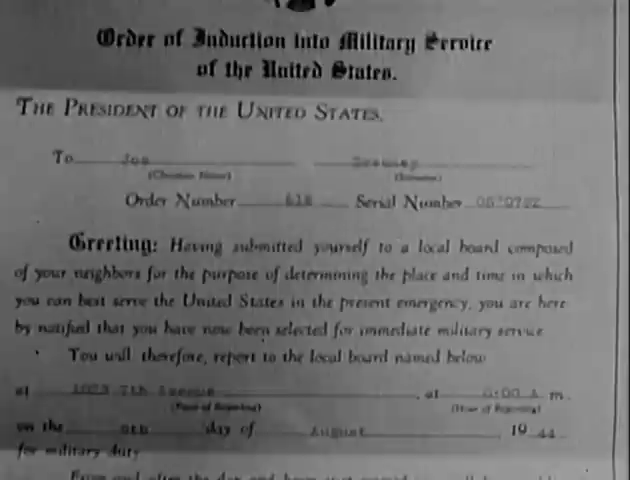 Order of Induction into Military Service
of the United States.
THE PRESIDENT OF THE UNITED STATES,
To Joe
(Christian Name) (Surname)
Order Number 618 Serial Number
Greeting: Having submitted yourself to a local board composed
of your neighbors for the purpose of determining the place and time in which
you can best serve the United States in the present emergency, you are here
by notified that you have now been selected for immediate military service
You will therefore, report to the local board named below
at 7th Avenue, at A m.
(Place of Reporting) (Hour of Reporting)
on the day of August, 19 44
for military duty